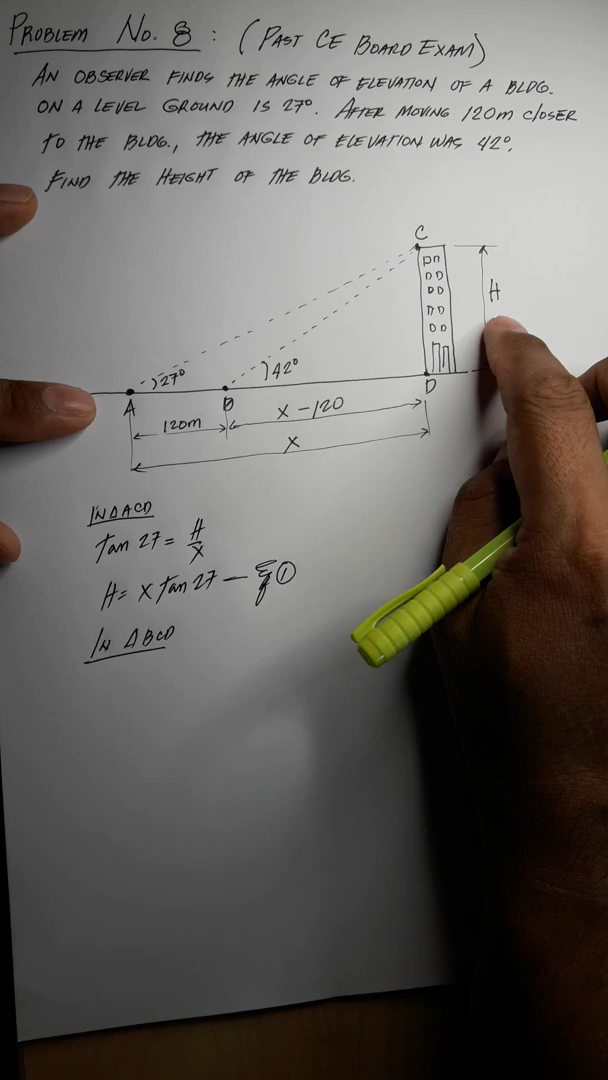 PROBLEM NO. 8 : (PAST CE BOARD EXAM)
AN OBSERVER FINDS THE ANGLE OF ELEVATION OF A BLDG.
ON A LEVEL GROUND IS 27°. AFTER MOVING 120m CLOSER
TO THE BLDG., THE ANGLE OF ELEVATION WAS 42°.
FIND THE HEIGHT OF THE BLDG.
C
H
27°
42°
A B D
120m x - 120
x
IN ΔACD
tan 27 = H/x
H = x tan 27 — Eq ①
IN ΔBCD